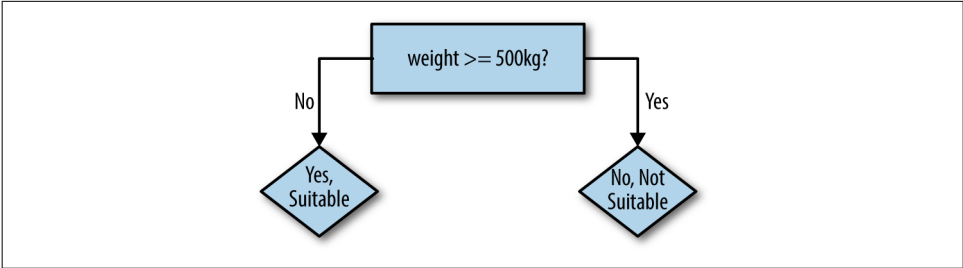 weight >= 500kg?
No
Yes
Yes,
Suitable
No, Not
Suitable